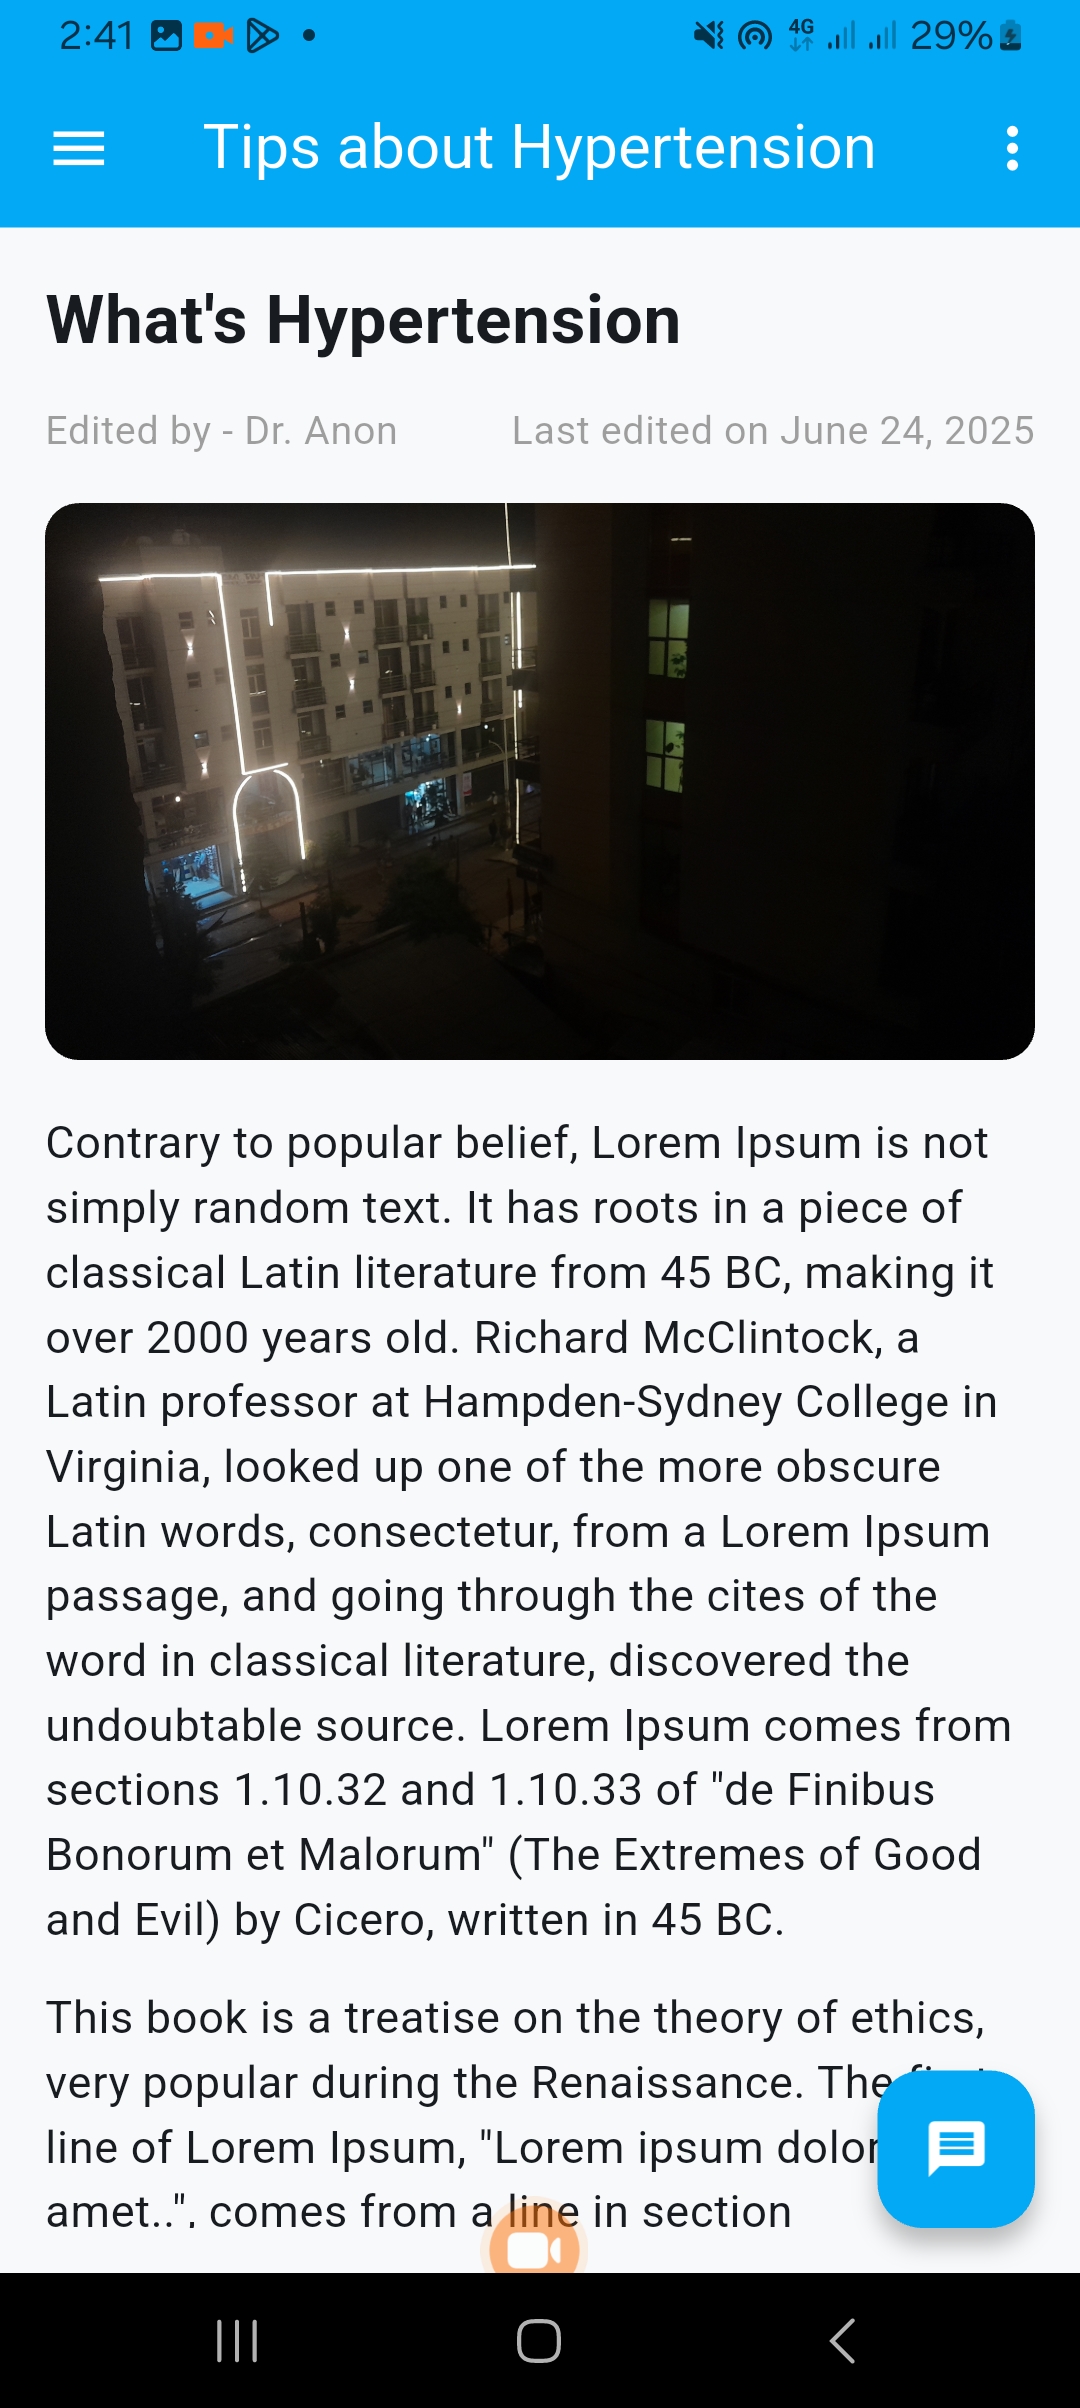 2:41
4G
29%
Tips about Hypertension
What's Hypertension
Edited by - Dr. Anon
Last edited on June 24, 2025
Contrary to popular belief, Lorem Ipsum is not
simply random text. It has roots in a piece of
classical Latin literature from 45 BC, making it
over 2000 years old. Richard McClintock, a
Latin professor at Hampden-Sydney College in
Virginia, looked up one of the more obscure
Latin words, consectetur, from a Lorem Ipsum
passage, and going through the cites of the
word in classical literature, discovered the
undoubtable source. Lorem Ipsum comes from
sections 1.10.32 and 1.10.33 of "de Finibus
Bonorum et Malorum" (The Extremes of Good
and Evil) by Cicero, written in 45 BC.
This book is a treatise on the theory of ethics,
very popular during the Renaissance. The
line of Lorem Ipsum, "Lorem ipsum dolor
amet..", comes from a line in section